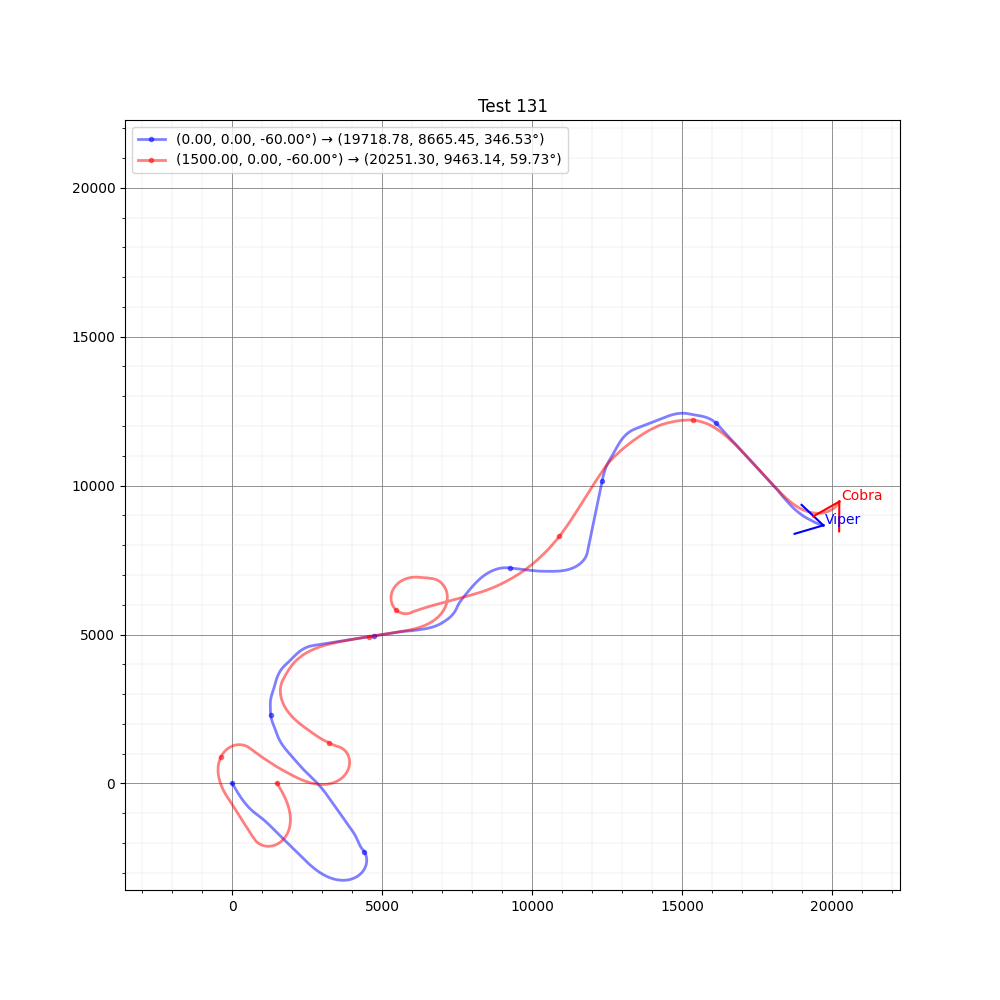 Test 131
(0.00, 0.00, -60.00°) → (19718.78, 8665.45, 346.53°)
(1500.00, 0.00, -60.00°) → (20251.30, 9463.14, 59.73°)
20000
15000
10000
5000
0
Cobra
Viper
0 5000 10000 15000 20000